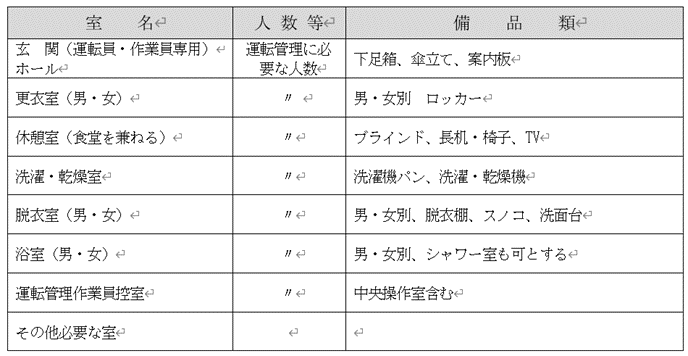 室　名	人 数 等	備　品　類
玄　関（運転員・作業員専用）
ホール	運転管理に必
要な人数	下足箱、傘立て、案内板
更衣室（男・女）	〃	男・女別　ロッカー
休憩室（食堂を兼ねる）	〃	ブラインド、長机・椅子、TV
洗濯・乾燥室	〃	洗濯機パン、洗濯・乾燥機
脱衣室（男・女）	〃	男・女別、脱衣棚、スノコ、洗面台
浴室（男・女）	〃	男・女別、シャワー室も可とする
運転管理作業員控室	〃	中央操作室含む
その他必要な室